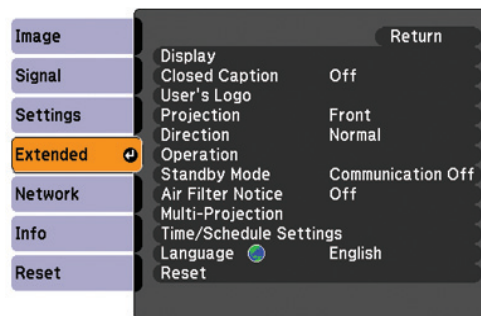 Image
Signal
Settings
Extended
Network
Info
Reset
Return
Display
Closed Caption Off
User's Logo
Projection Front
Direction Normal
Operation
Standby Mode Communication Off
Air Filter Notice Off
Multi-Projection
Time/Schedule Settings
Language English
Reset